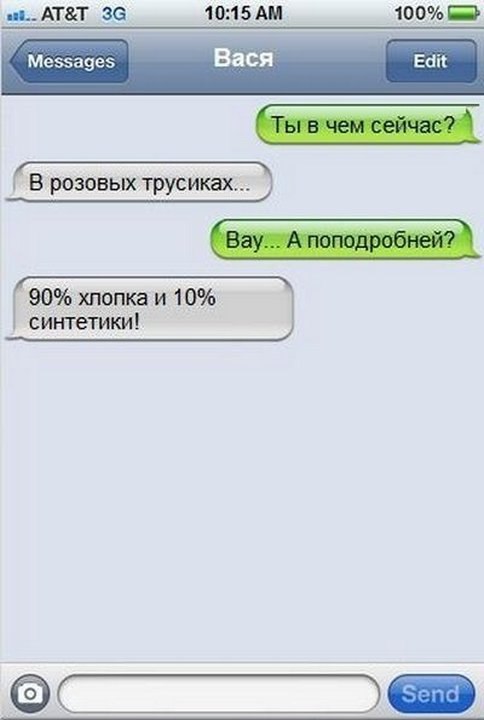 AT&T 3G 10:15 AM 100%
Messages Вася Edit
Ты в чем сейчас?
В розовых трусиках...
Вау... А поподробней?
90% хлопка и 10%
синтетики!
Send